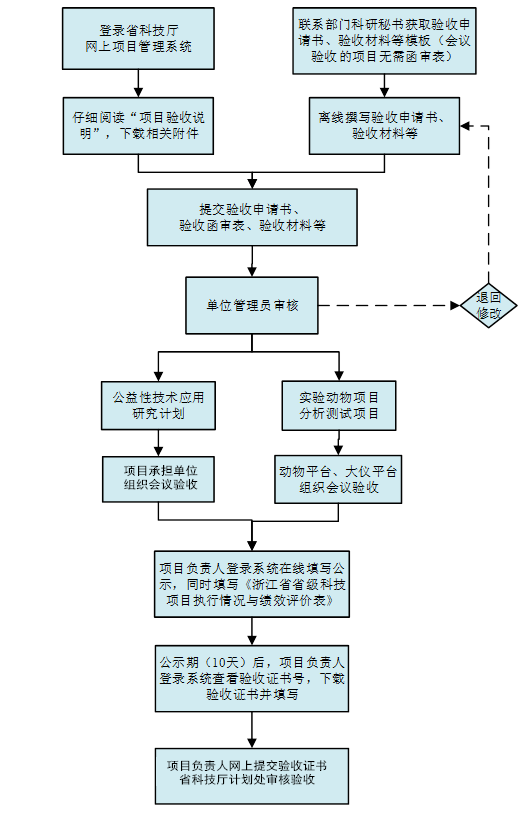 登录省科技厅
网上项目管理系统
联系部门科研秘书获取验收申
请书、验收材料等模板（会议
验收的项目无需函审表）
仔细阅读“项目验收说
明”，下载相关附件
离线撰写验收申请书、
验收材料等
提交验收申请书、
验收函审表、验收材料等
单位管理员审核
退回
修改
公益性技术应用
研究计划
实验动物项目
分析测试项目
项目承担单位
组织会议验收
动物平台、大仪平台
组织会议验收
项目负责人登录系统在线填写公
示，同时填写《浙江省省级科技
项目执行情况与绩效评价表》
公示期（10天）后，项目负责人
登录系统查看验收证书号，下载
验收证书并填写
项目负责人网上提交验收证书
省科技厅计划处审核验收